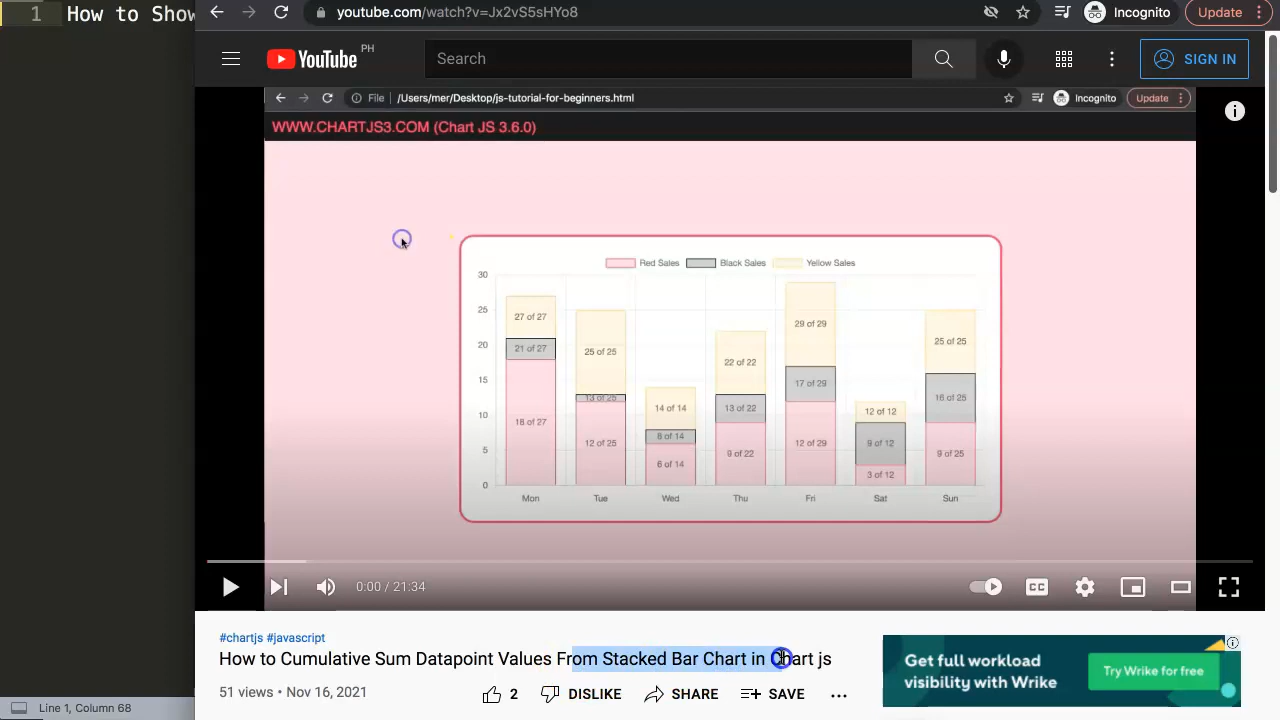 1 How to Show
youtube.com/watch?v=Jx2vS5sHYo8
Incognito
Update
YouTube PH
Search
SIGN IN
File
/Users/mer/Desktop/js-tutorial-for-beginners.html
Incognito
Update
WWW.CHARTJS3.COM (Chart JS 3.6.0)
Red Sales Black Sales Yellow Sales
30
25
20
15
10
5
0
27 of 27
21 of 27
18 of 27
25 of 25
13 of 25
12 of 25
14 of 14
8 of 14
6 of 14
22 of 22
13 of 22
9 of 22
29 of 29
17 of 29
12 of 29
12 of 12
9 of 12
3 of 12
25 of 25
16 of 25
9 of 25
Mon Tue Wed Thu Fri Sat Sun
0:00 / 21:34
CC
#chartjs #javascript
How to Cumulative Sum Datapoint Values From Stacked Bar Chart in Chart js
51 views • Nov 16, 2021
2 DISLIKE SHARE SAVE
Get full workload
visibility with Wrike
Try Wrike for free
Line 1, Column 68